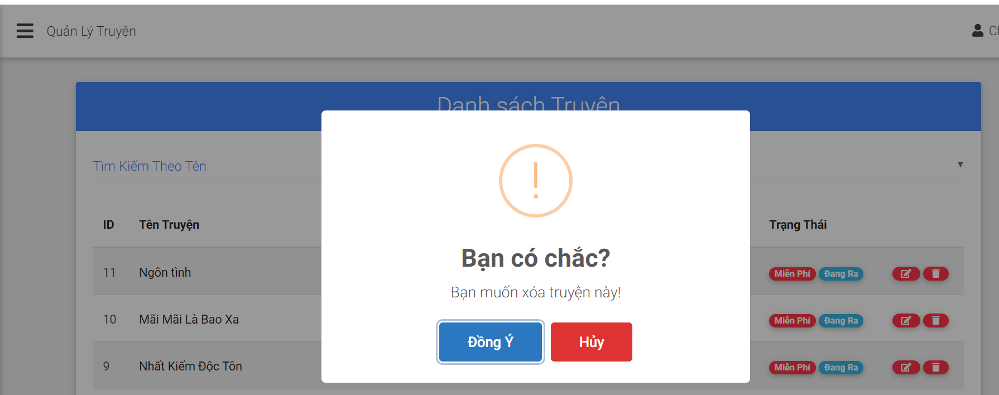 Quản Lý Truyện
Danh sách Truyện
Tìm Kiếm Theo Tên
ID Tên Truyện Trạng Thái
11 Ngôn tình Miễn Phí Đang Ra
10 Mãi Mãi Là Bao Xa Miễn Phí Đang Ra
9 Nhất Kiếm Độc Tôn Miễn Phí Đang Ra
!
Bạn có chắc?
Bạn muốn xóa truyện này!
Đồng Ý Hủy